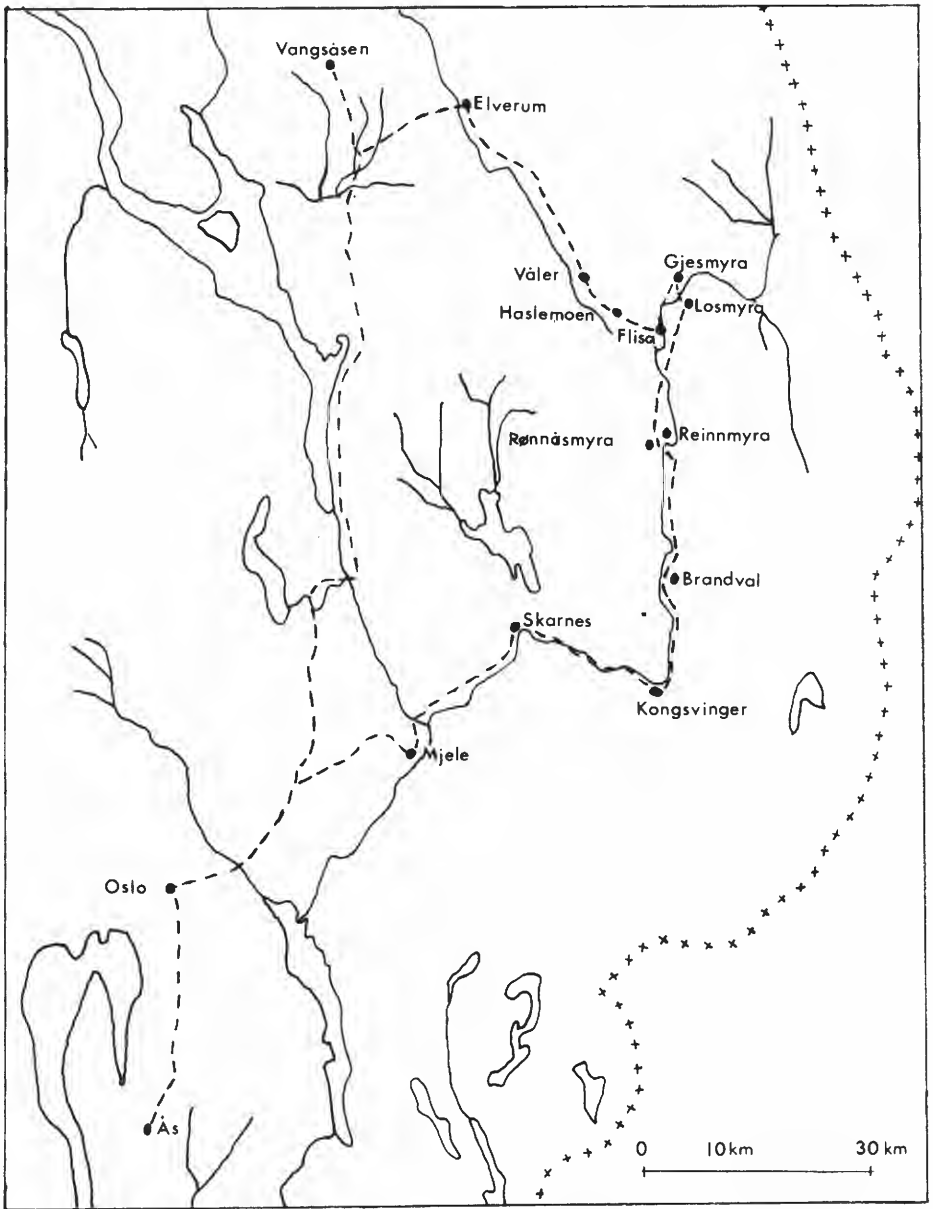 Vangsåsen
Elverum
Våler
Gjesmyra
Haslemoen
Losmyra
Flisa
Rønnåsmyra
Reinnmyra
Brandval
Skarnes
Kongsvinger
Mjele
Oslo
Ås
0 10 km 30 km